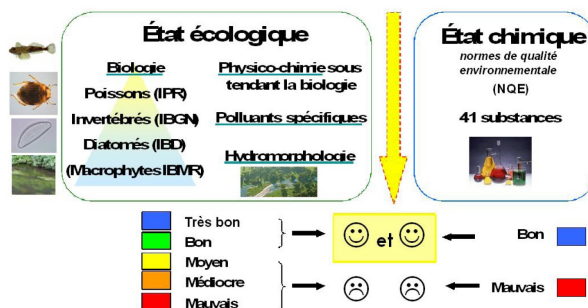 État écologique
Biologie
Poissons (IPR)
Invertébrés (IBGN)
Diatomés (IBD)
(Macrophytes IBMR)
Physico-chimie sous
tendant la biologie
Polluants spécifiques
Hydromorphologie
État chimique
normes de qualité
environnementale
(NQE)
41 substances
Très bon
Bon
Moyen
Médiocre
Mauvais
et
Bon
Mauvais